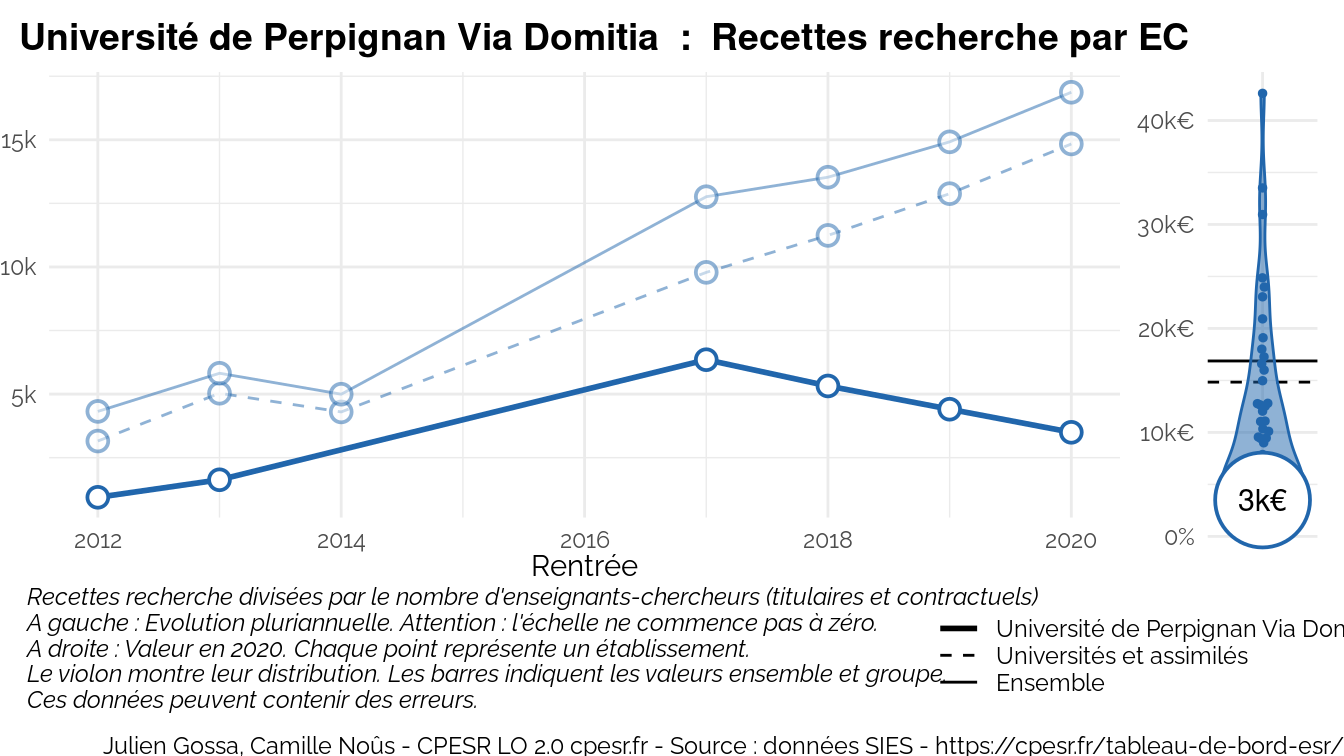 Université de Perpignan Via Domitia : Recettes recherche par EC
15k
10k
5k
2012 2014 2016 2018 2020
Rentrée
40k€
30k€
20k€
10k€
0%
3k€
Recettes recherche divisées par le nombre d'enseignants-chercheurs (titulaires et contractuels)
A gauche : Evolution pluriannuelle. Attention : l'échelle ne commence pas à zéro.
A droite : Valeur en 2020. Chaque point représente un établissement.
Le violon montre leur distribution. Les barres indiquent les valeurs ensemble et groupe.
Ces données peuvent contenir des erreurs.
Université de Perpignan Via Dom
Universités et assimilés
Ensemble
Julien Gossa, Camille Noûs - CPESR LO 2.0 cpesr.fr - Source : données SIES - https://cpesr.fr/tableau-de-bord-esr/